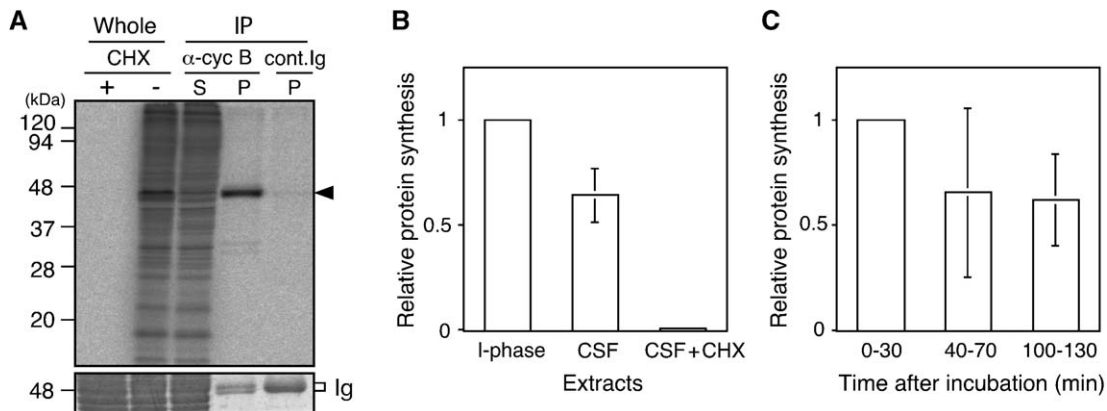 A
Whole
IP
CHX
α-cyc B
cont.Ig
+
-
S
P
P
(kDa)
120
94
48
37
28
20
48
Ig
B
Relative protein synthesis
1
0.5
0
I-phase
CSF
CSF+CHX
Extracts
C
Relative protein synthesis
1
0.5
0
0-30
40-70
100-130
Time after incubation (min)